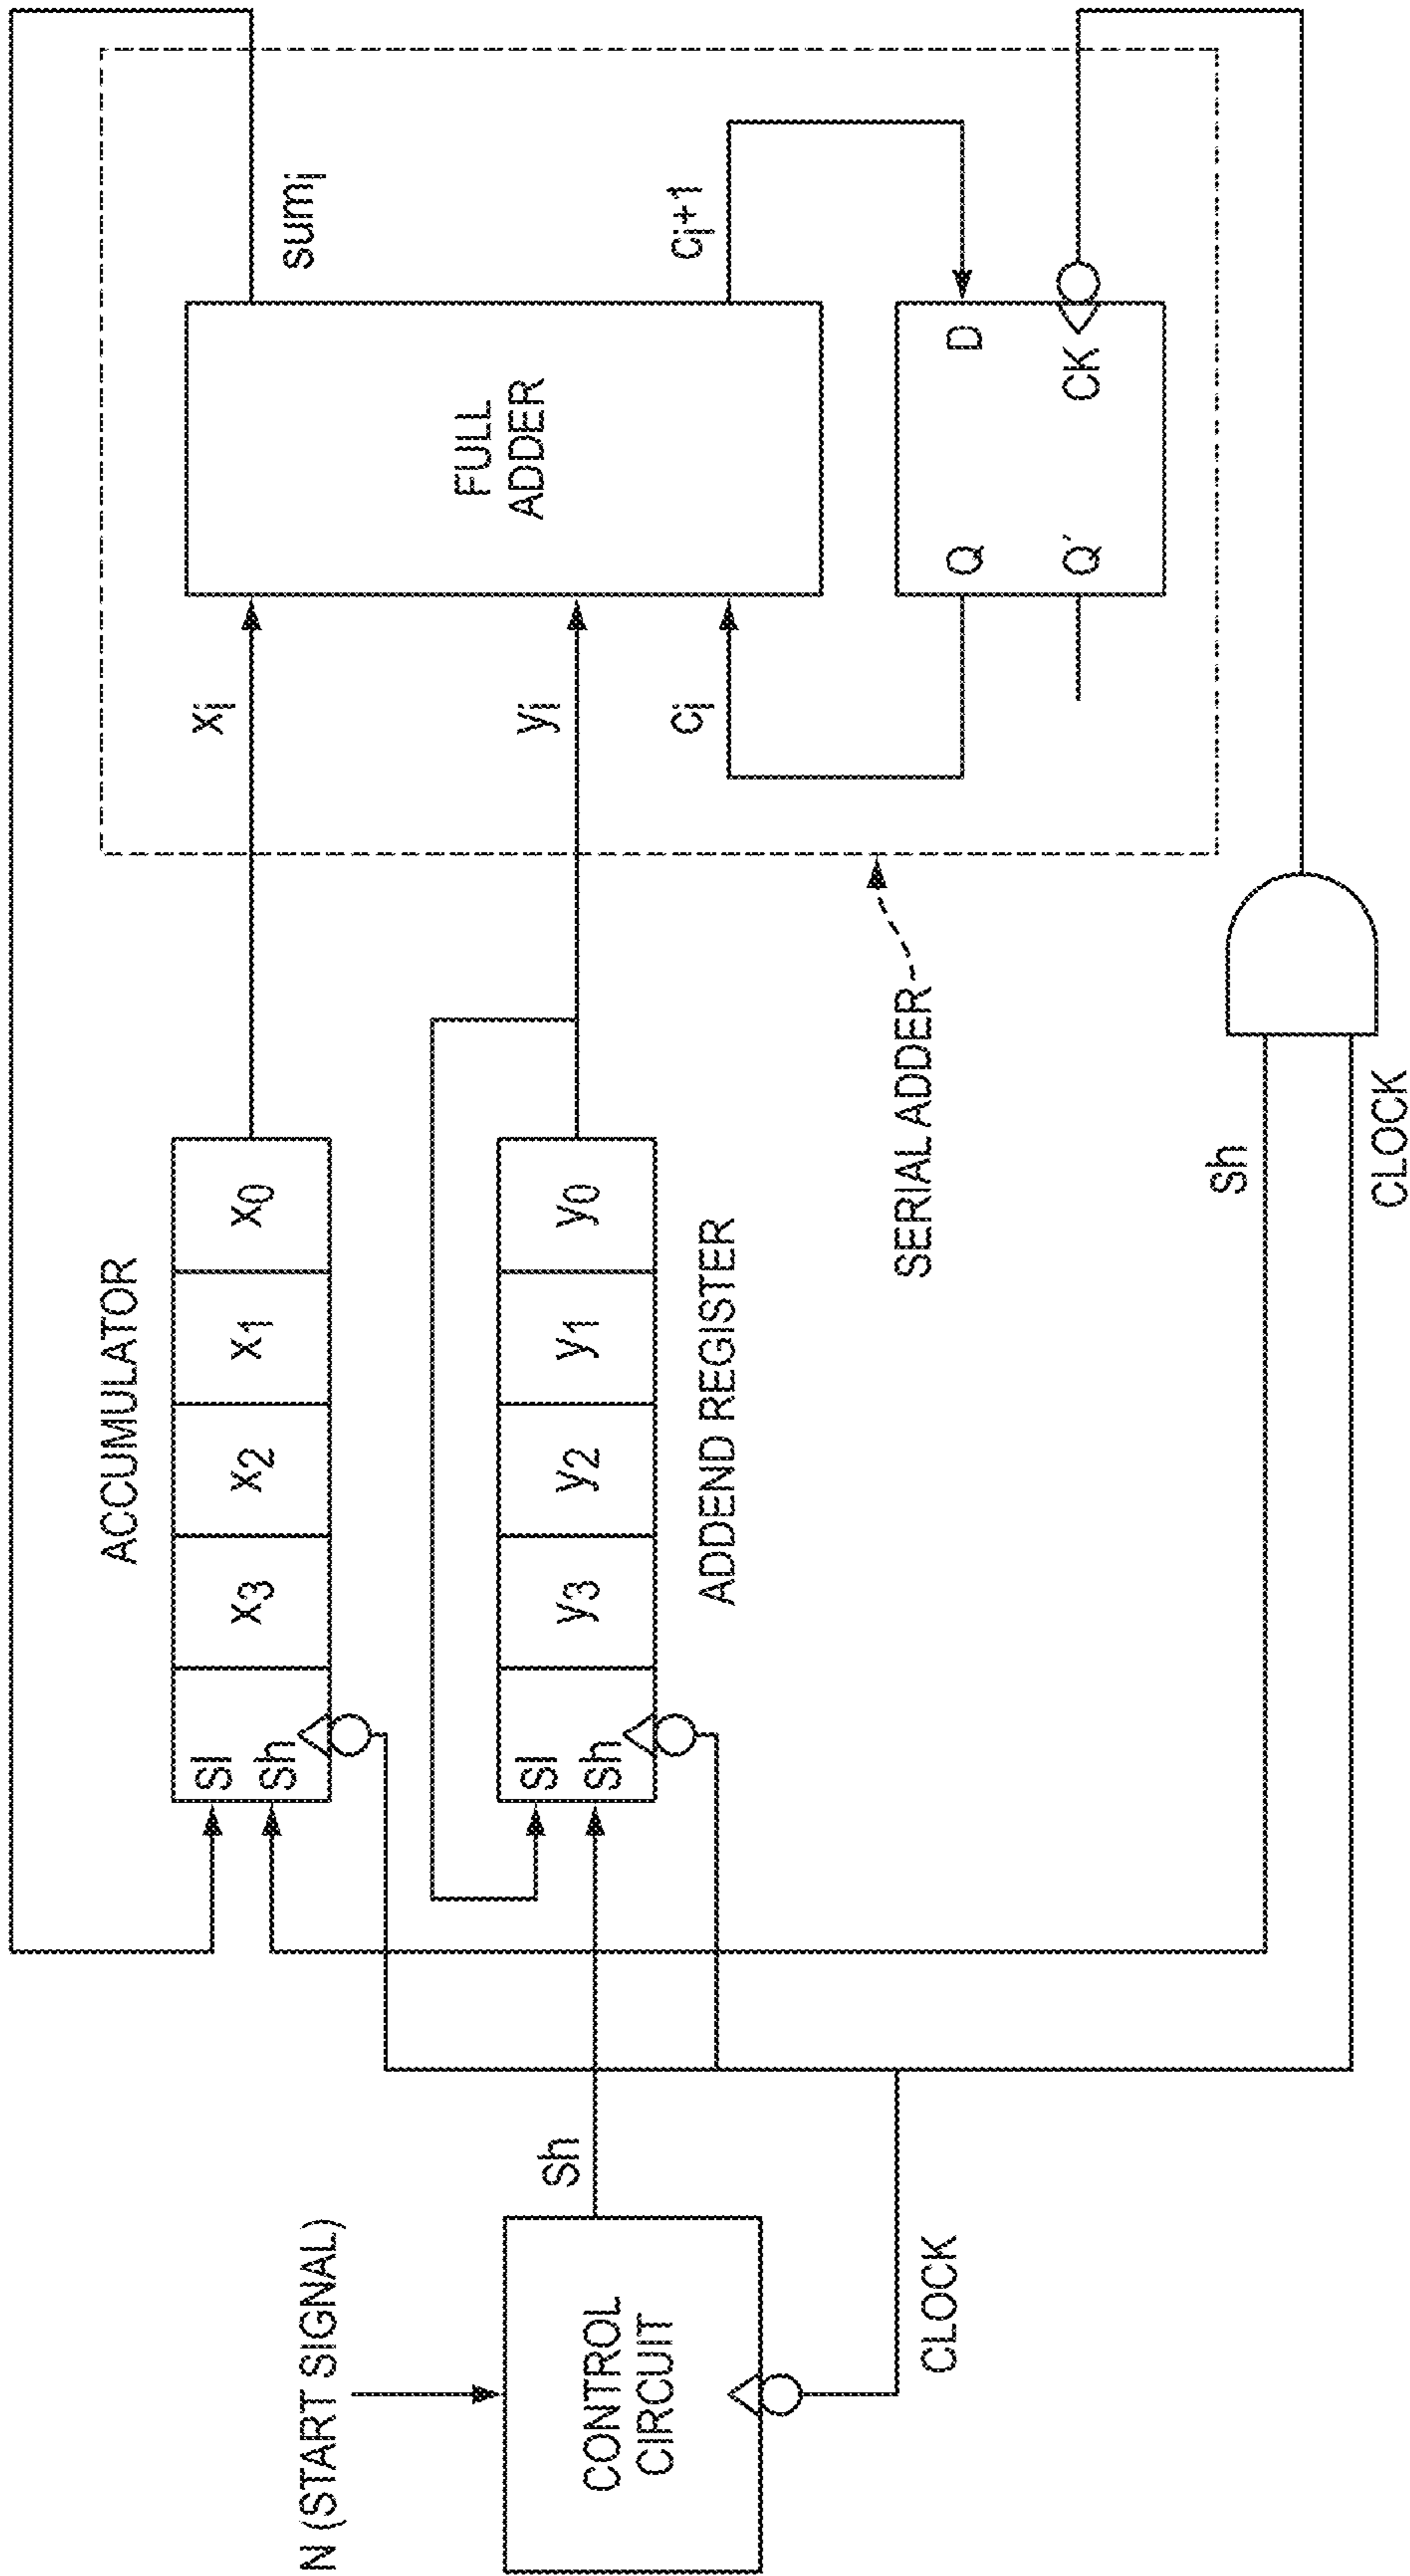 N (START SIGNAL)
CONTROL
CIRCUIT
Sh
CLOCK
ACCUMULATOR
SI
Sh
x3
x2
x1
x0
SI
Sh
y3
y2
y1
y0
ADDEND REGISTER
SERIAL ADDER
Sh
CLOCK
xi
yi
ci
FULL
ADDER
sumi
ci+1
Q
D
Q′
CK